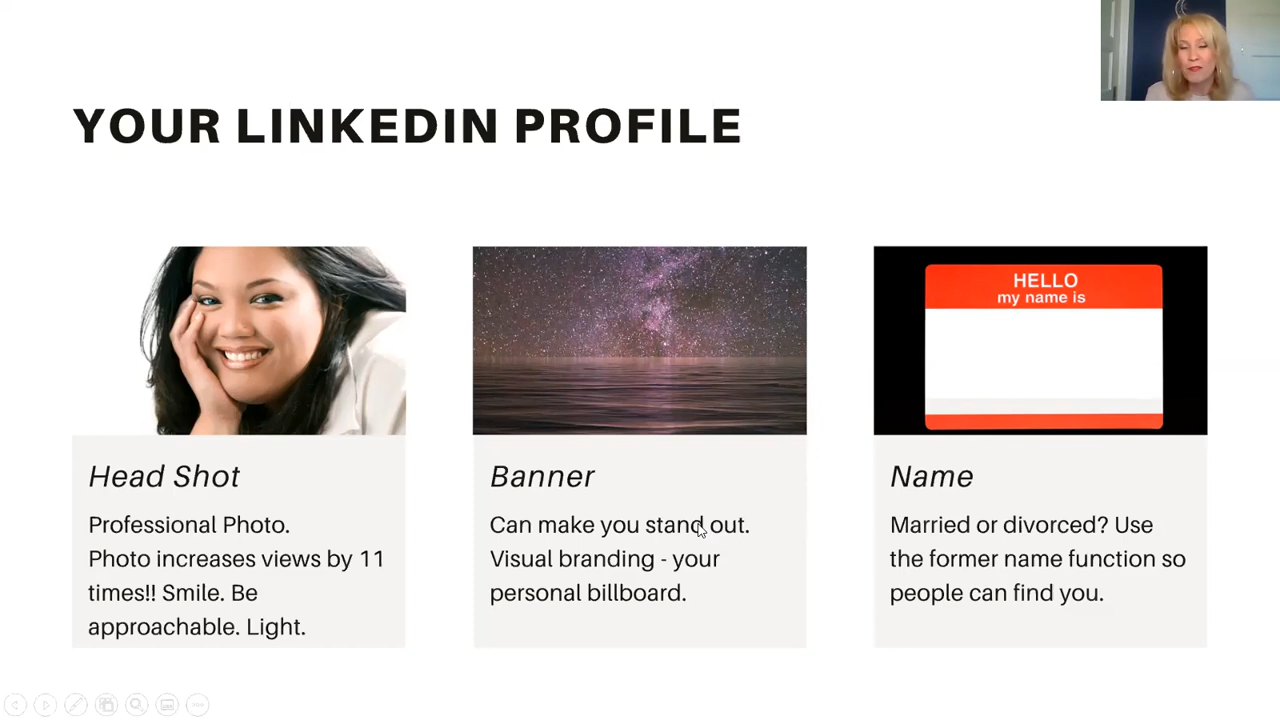 YOUR LINKEDIN PROFILE
HELLO
my name is
Head Shot
Professional Photo.
Photo increases views by 11
times!! Smile. Be
approachable. Light.
Banner
Can make you stand out.
Visual branding - your
personal billboard.
Name
Married or divorced? Use
the former name function so
people can find you.